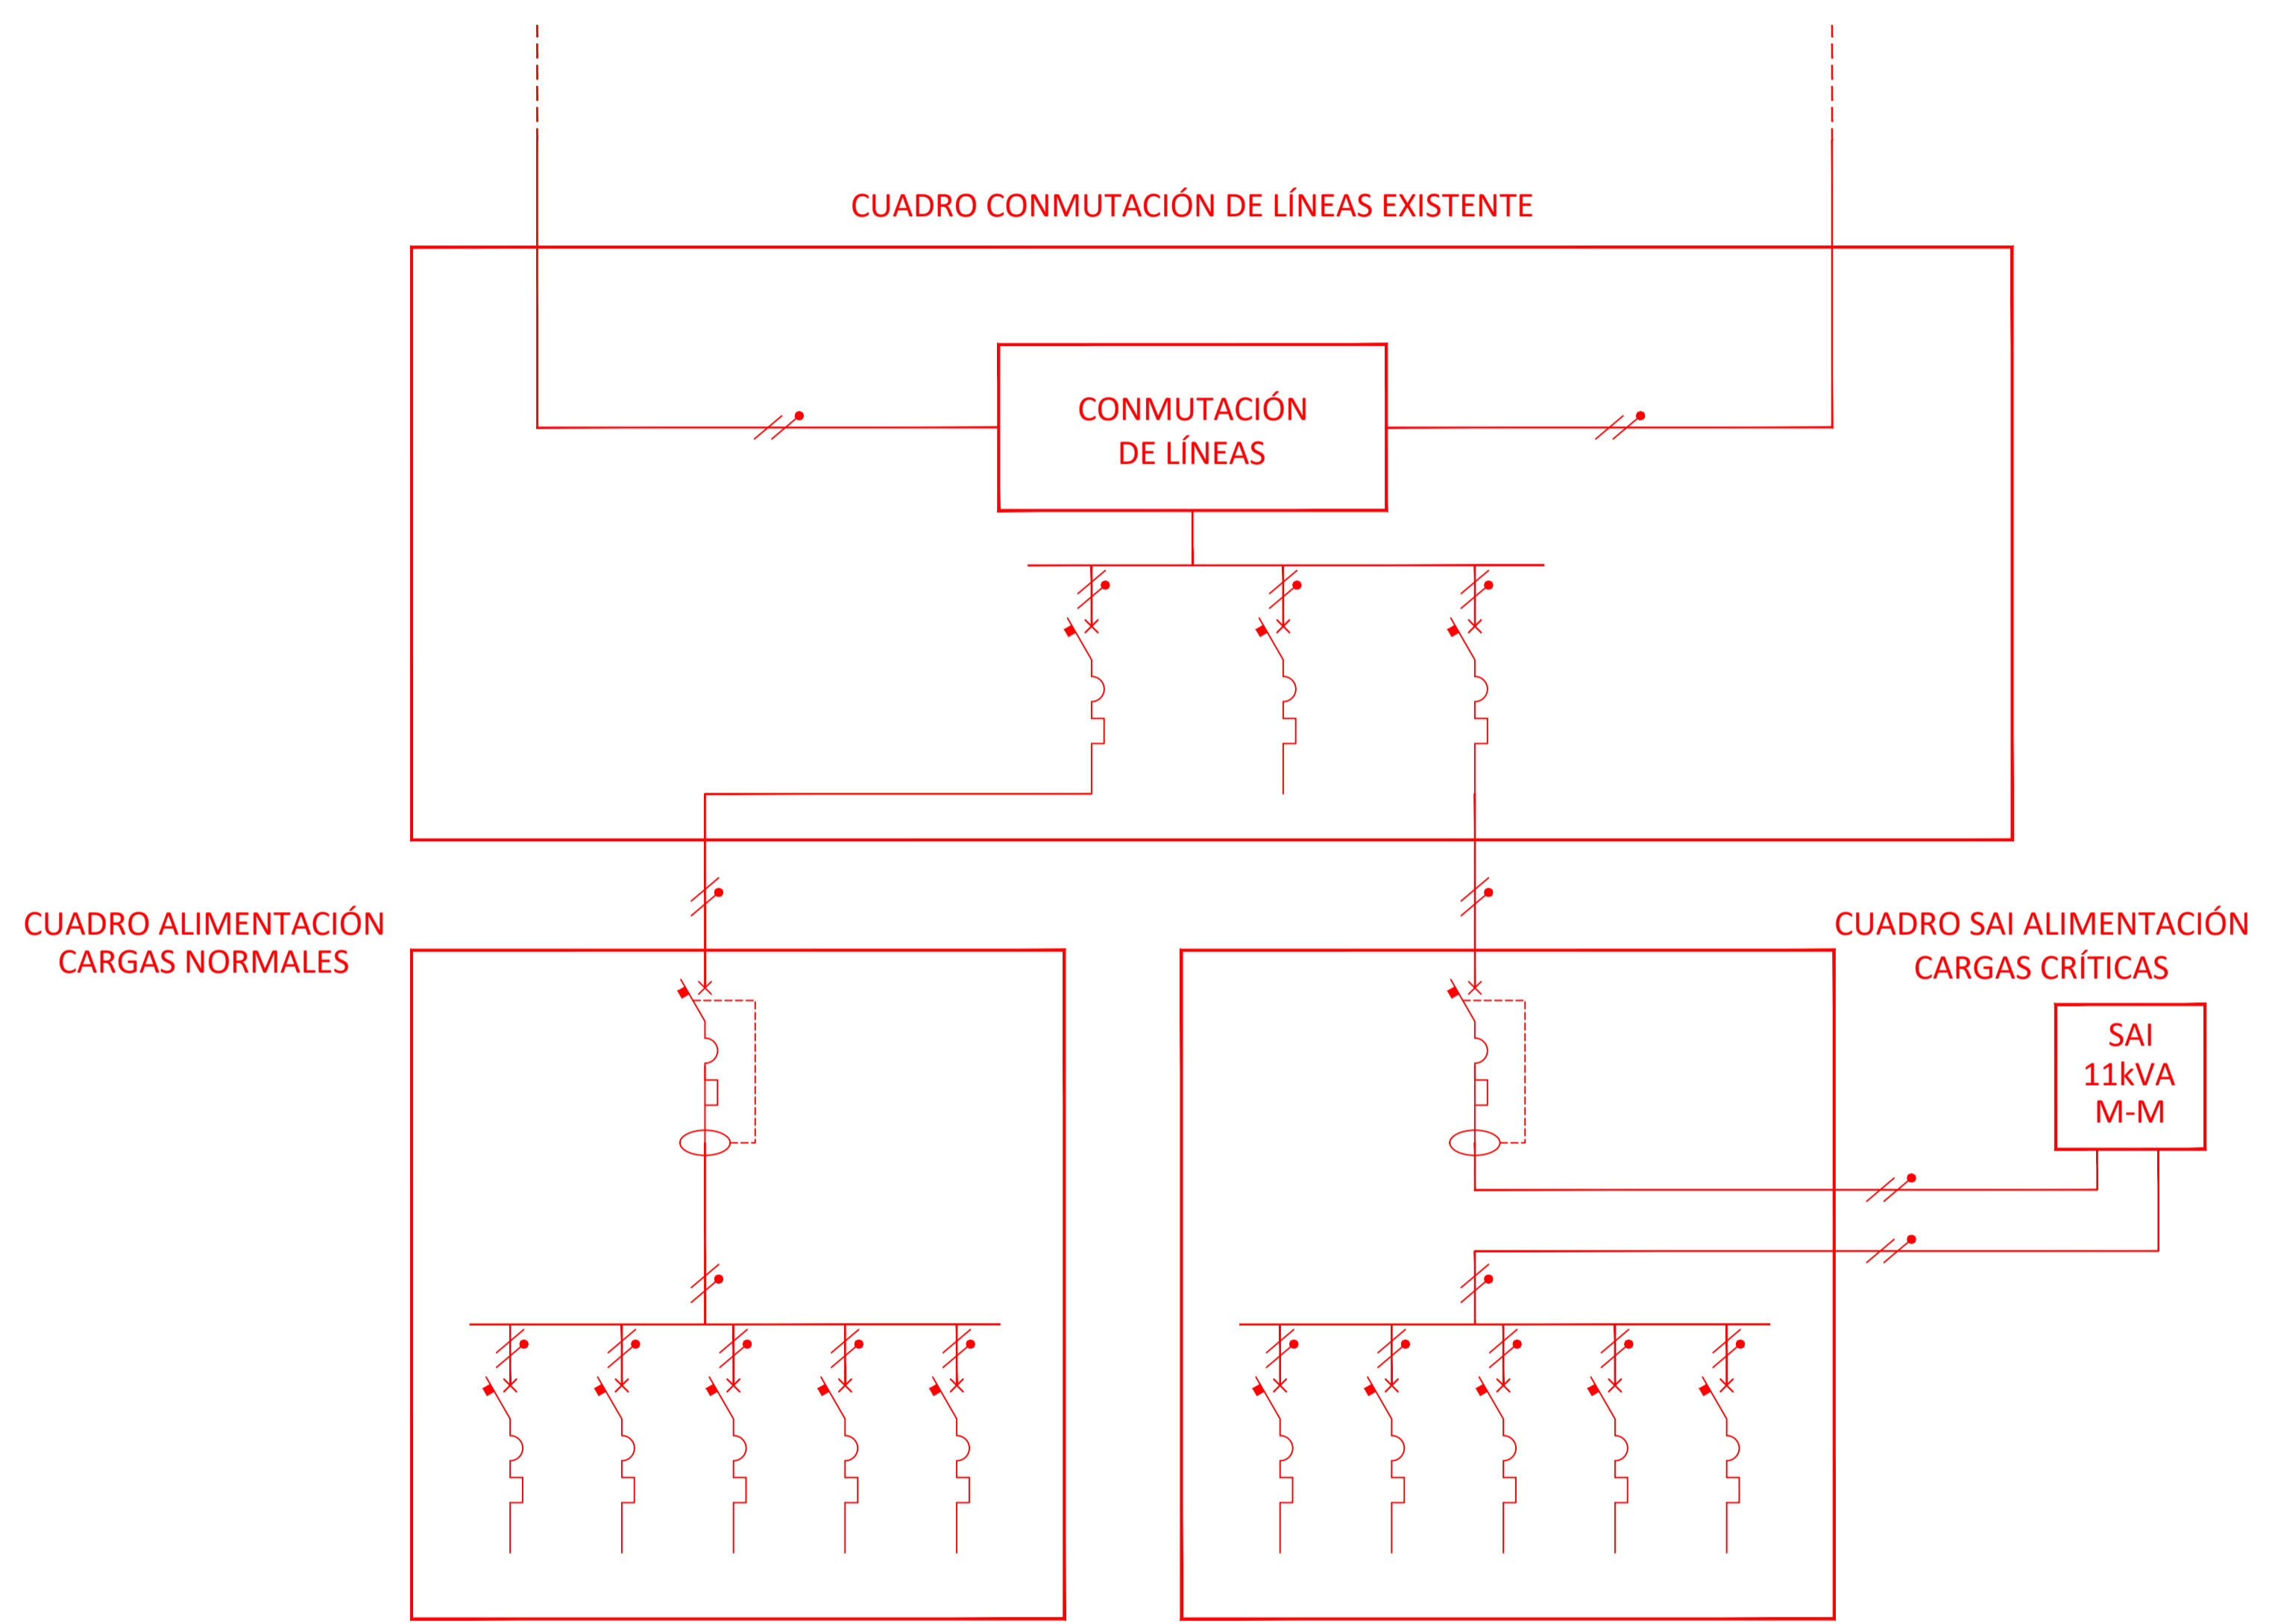 CUADRO CONMUTACIÓN DE LÍNEAS EXISTENTE
CONMUTACIÓN
DE LÍNEAS
CUADRO ALIMENTACIÓN
CARGAS NORMALES
CUADRO SAI ALIMENTACIÓN
CARGAS CRÍTICAS
SAI
11kVA
M-M